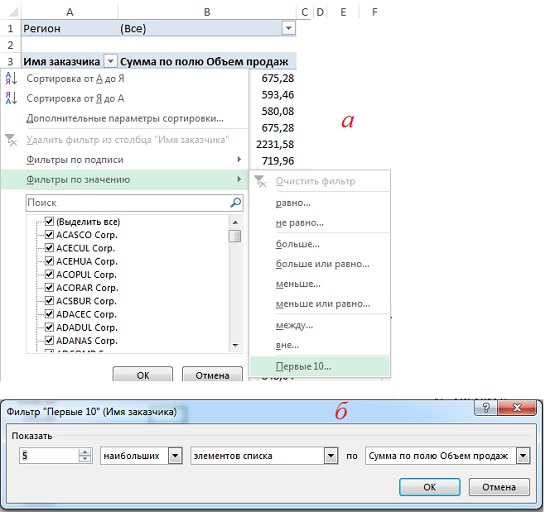 A B C D E F
1 Регион (Все)
2
3 Имя заказчика Сумма по полю Объем продаж
Сортировка от А до Я 675,28
Сортировка от Я до А 593,46
Дополнительные параметры сортировки... 580,08
а
Удалить фильтр из столбца "Имя заказчика" 675,28
Фильтры по подписи 2231,58
719,96
Фильтры по значению
Поиск
(Выделить все)
ACASCO Corp.
ACECUL Corp.
ACEHUA Corp.
ACOPUL Corp.
ACORAR Corp.
ACSBUR Corp.
ADACEC Corp.
ADADUL Corp.
ADANAS Corp.
ОК Отмена
Очистить фильтр
равно...
не равно...
больше...
больше или равно...
меньше...
меньше или равно...
между...
вне...
Первые 10...
Фильтр "Первые 10" (Имя заказчика)
б
Показать
5 наибольших элементов списка по Сумма по полю Объем продаж
ОК Отмена